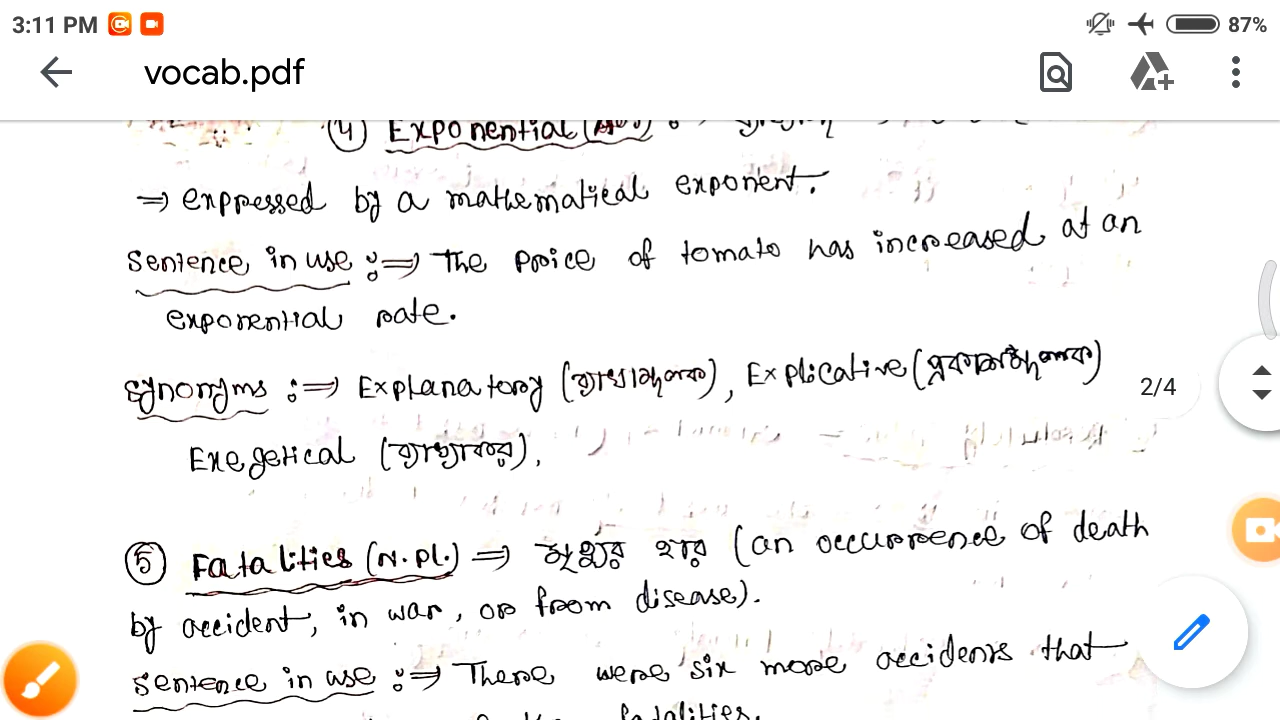 3:11 PM
87%
vocab.pdf
(4) Exponential
⇒ expressed by a mathematical exponent.
Sentence in use :⇒ The price of tomato has increased at an
exponential rate.
Synonyms :⇒ Explanatory (ব্যাখ্যামূলক), Explicative
2/4
Exegetical
(5) Fatalities (N.pl.) ⇒ মৃত্যুর হার (an occurrence of death
by accident, in war, or from disease).
Sentence in use :⇒ There were six more accidents that
fatalities.